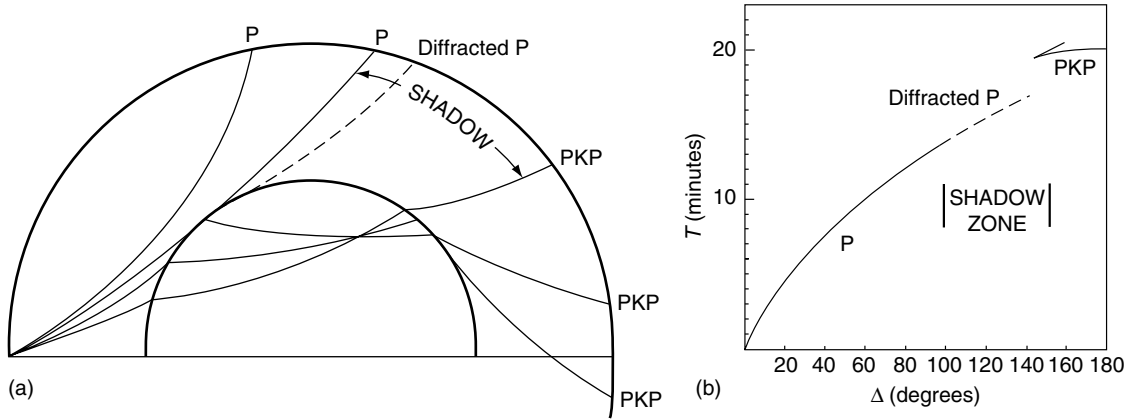 P
P
Diffracted P
SHADOW
PKP
PKP
PKP
(a)
T (minutes)
20
10
PKP
Diffracted P
SHADOW
ZONE
P
20 40 60 80 100 120 140 160 180
Δ (degrees)
(b)